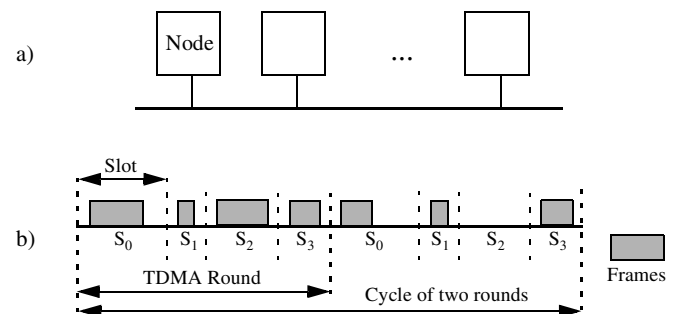 a)
Node
...
Slot
b)
S0 S1 S2 S3 S0 S1 S2 S3
Frames
TDMA Round
Cycle of two rounds